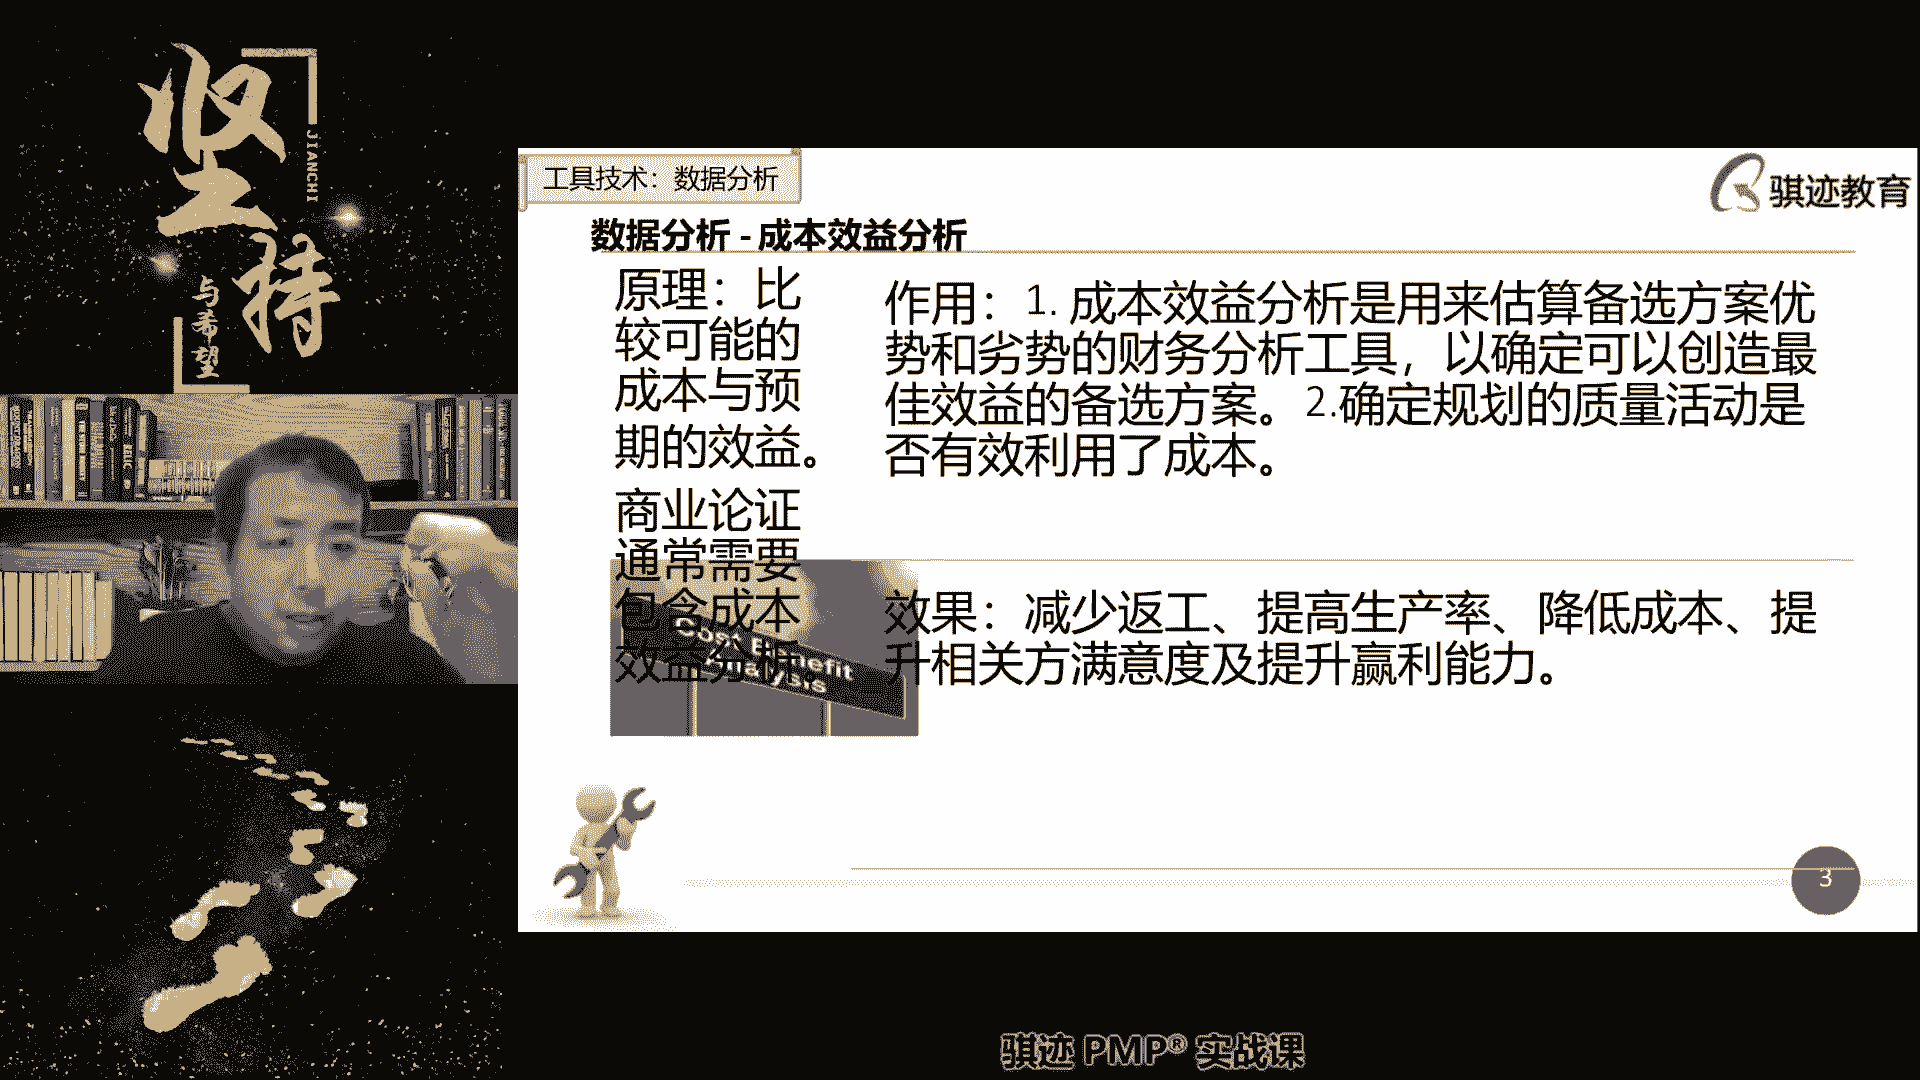 坚持
JIANCHI
与希望
工具技术：数据分析
骐迹教育
数据分析 - 成本效益分析
原理：比
较可能的
成本与预
期的效益。
商业论证
通常需要
包含成本
效益分析。
作用：1. 成本效益分析是用来估算备选方案优
势和劣势的财务分析工具，以确定可以创造最
佳效益的备选方案。2.确定规划的质量活动是
否有效利用了成本。
Cost Benefit
Analysis
效果：减少返工、提高生产率、降低成本、提
升相关方满意度及提升赢利能力。
3
骐迹 PMP® 实战课